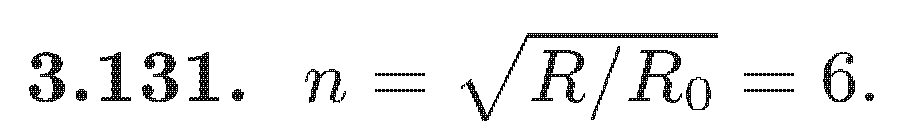 3.131. n = √(R/R₀) = 6.